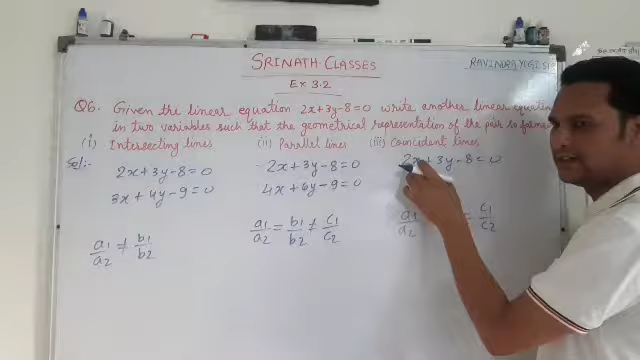 SRINATH CLASSES
RAVINDRA YOGI SIR
Ex 3.2
Q6. Given the linear equation 2x+3y-8=0 write another linear equation
in two variables such that the geometrical representation of the pair so formed
(i) Intersecting lines (ii) Parallel lines (iii) Coincident lines
Sol:-
2x+3y-8=0 2x+3y-8=0 2x+3y-8=0
3x+4y-9=0 4x+6y-9=0
a1/a2 ≠ b1/b2 a1/a2 = b1/b2 ≠ c1/c2 a1/a2 = c1/c2